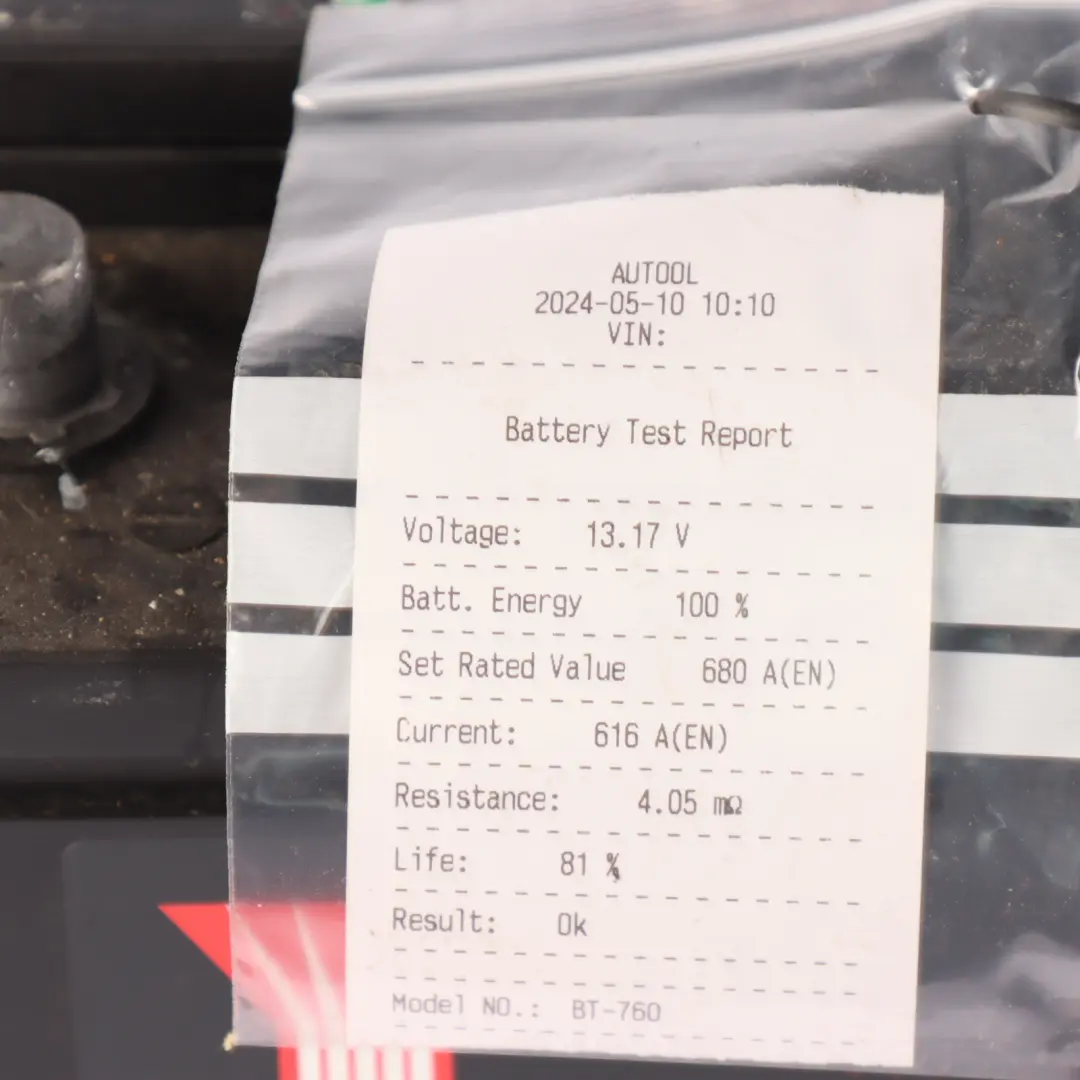 AUTOOL
2024-05-10 10:10
VIN:
Battery Test Report
Voltage: 13.17 V
Batt. Energy 100 %
Set Rated Value 680 A(EN)
Current: 616 A(EN)
Resistance: 4.05 mΩ
Life: 81 %
Result: Ok
Model NO.: BT-760